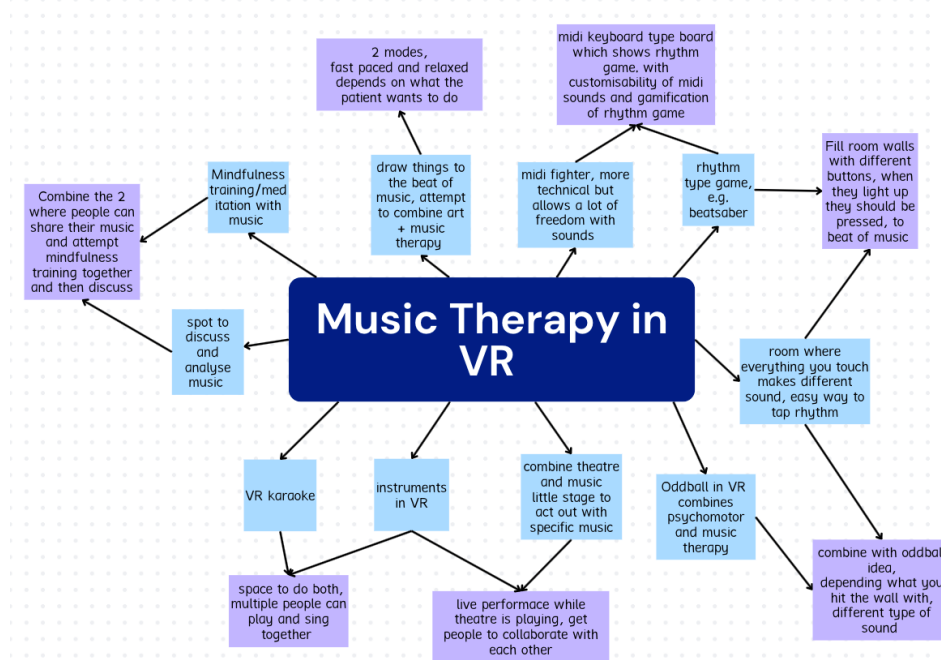 Music Therapy in
VR
2 modes,
fast paced and relaxed
depends on what the
patient wants to do
midi keyboard type board
which shows rhythm
game. with
customisability of midi
sounds and gamification
of rhythm game
Fill room walls
with different
buttons, when
they light up
they should be
pressed, to
beat of music
Combine the 2
where people can
share their music
and attempt
mindfulness
training together
and then discuss
Mindfulness
training/med
itation with
music
draw things to
the beat of
music, attempt
to combine art
+ music
therapy
midi fighter, more
technical but
allows a lot of
freedom with
sounds
rhythm
type game,
e.g.
beatsaber
spot to
discuss
and
analyse
music
room where
everything you touch
makes different
sound, easy way to
tap rhythm
VR karaoke
instruments
in VR
combine theatre
and music
little stage to
act out with
specific music
Oddball in VR
combines
psychomotor
and music
therapy
space to do both,
multiple people can
play and sing
together
live performace while
theatre is playing, get
people to collaborate with
each other
combine with oddball
idea,
depending what you
hit the wall with,
different type of
sound